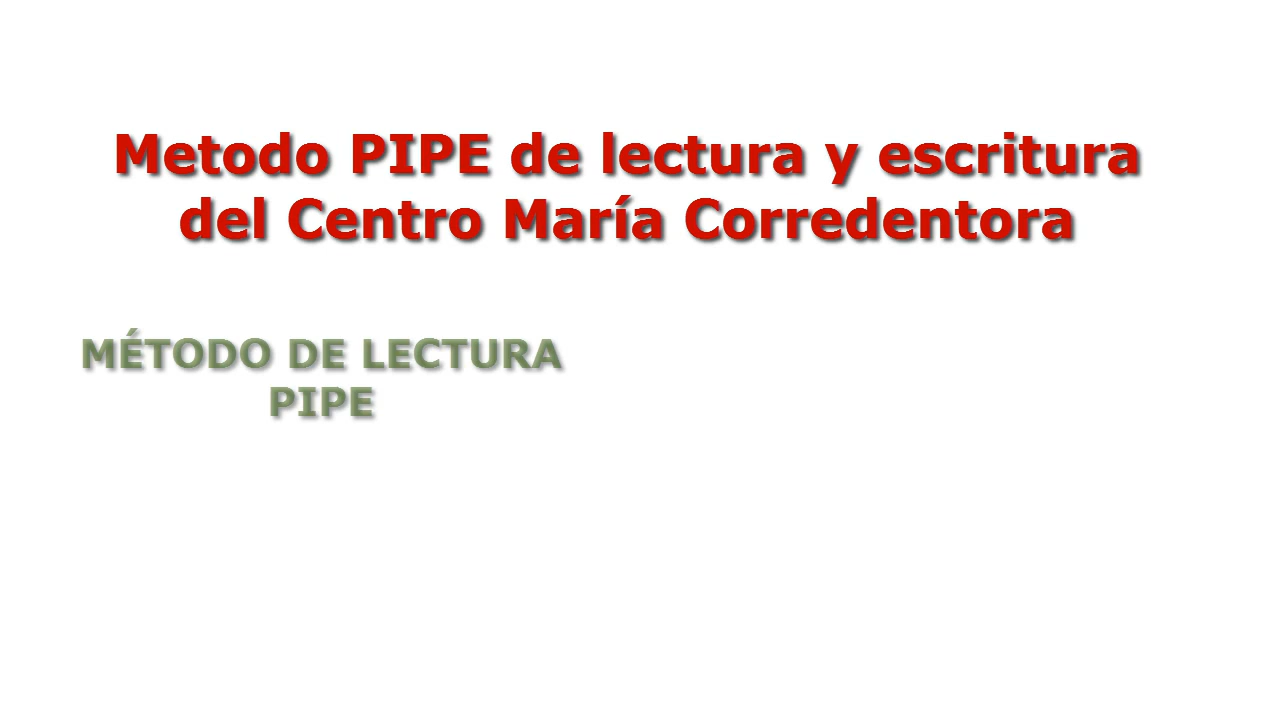 Metodo PIPE de lectura y escritura
del Centro María Corredentora
MÉTODO DE LECTURA
PIPE